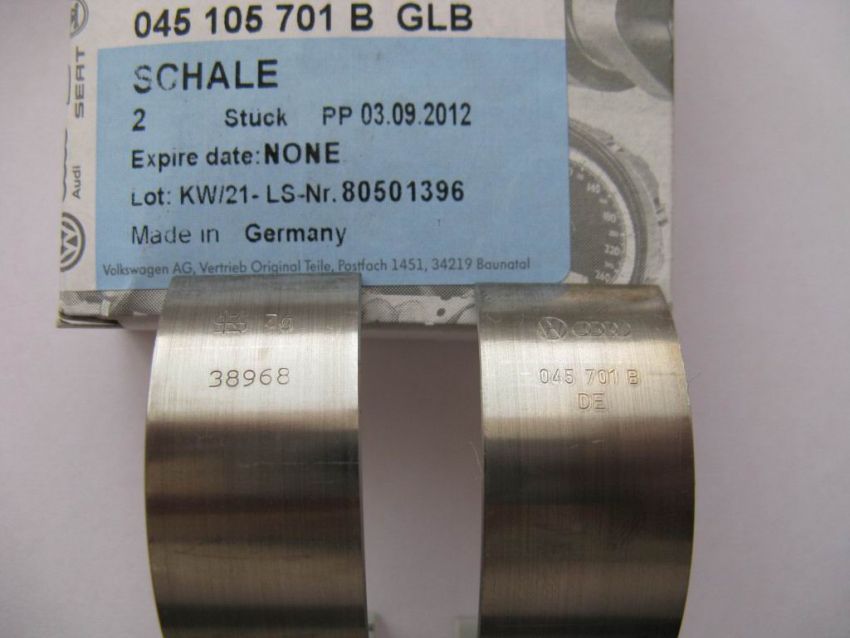 045 105 701 B GLB
SCHALE
2 Stück PP 03.09.2012
Expire date: NONE
Lot: KW/21- LS-Nr. 80501396
Made in Germany
Volkswagen AG, Vertrieb Original Teile, Postfach 1451, 34219 Baunatal
SEAT
Audi
38968
045 701 B
DE